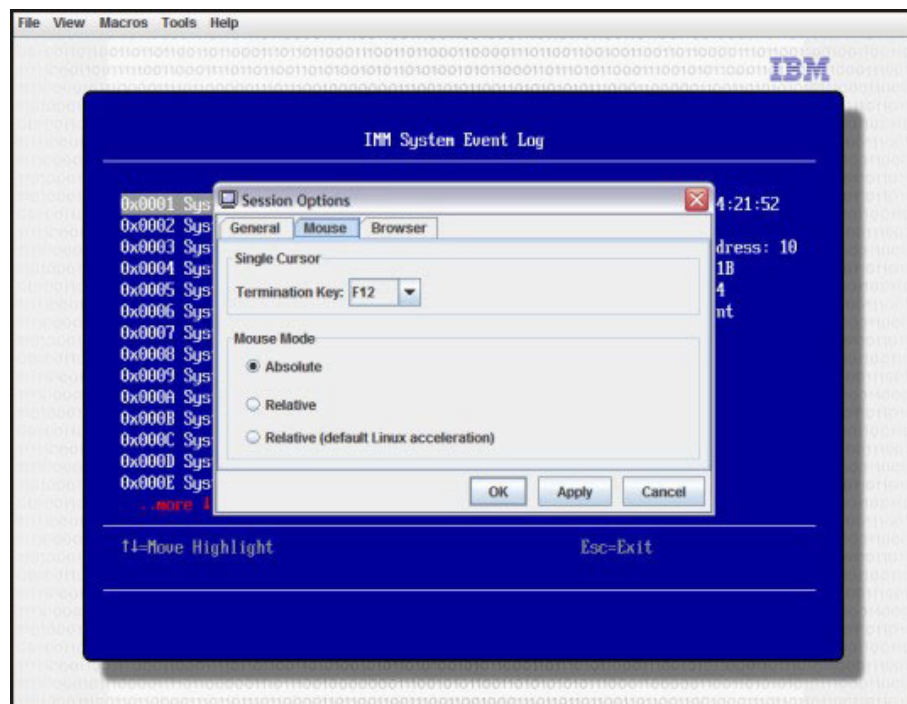 File View Macros Tools Help
IBM
IMM System Event Log
Session Options
0x0001 Sys 4:21:52
General Mouse Browser
0x0002 Sys
0x0003 Sys dress: 10
Single Cursor
0x0004 Sys 1B
Termination Key: F12
0x0005 Sys 4
0x0006 Sys nt
0x0007 Sys
Mouse Mode
0x0008 Sys
Absolute
0x0009 Sys
0x000A Sys
Relative
0x000B Sys
0x000C Sys
Relative (default Linux acceleration)
0x000D Sys
0x000E Sys
OK Apply Cancel
..more ↓
↑↓=Move Highlight Esc=Exit